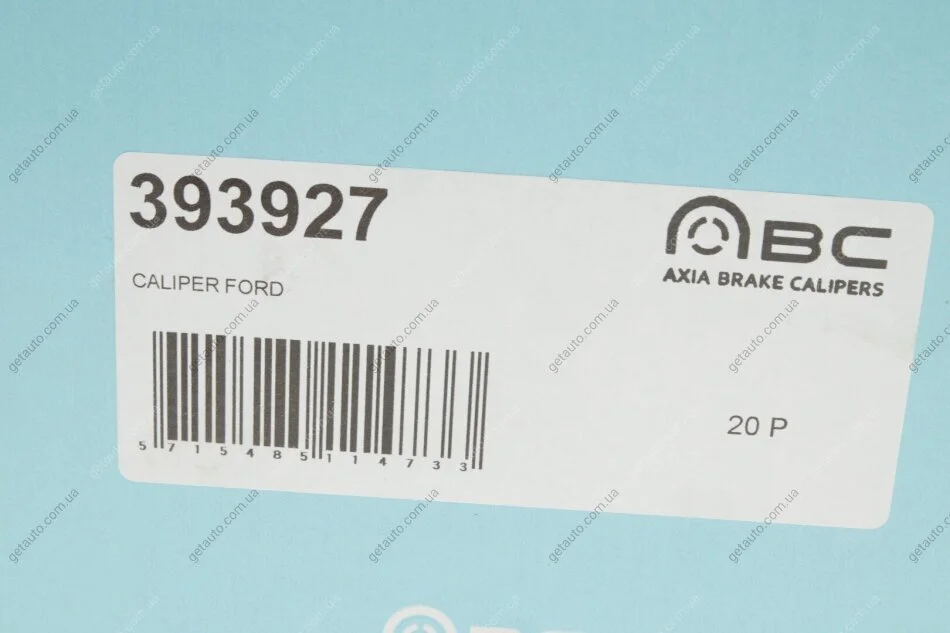 393927
ABC
AXIA BRAKE CALIPERS
CALIPER FORD
5 715485 114733
20 P
getauto.com.ua